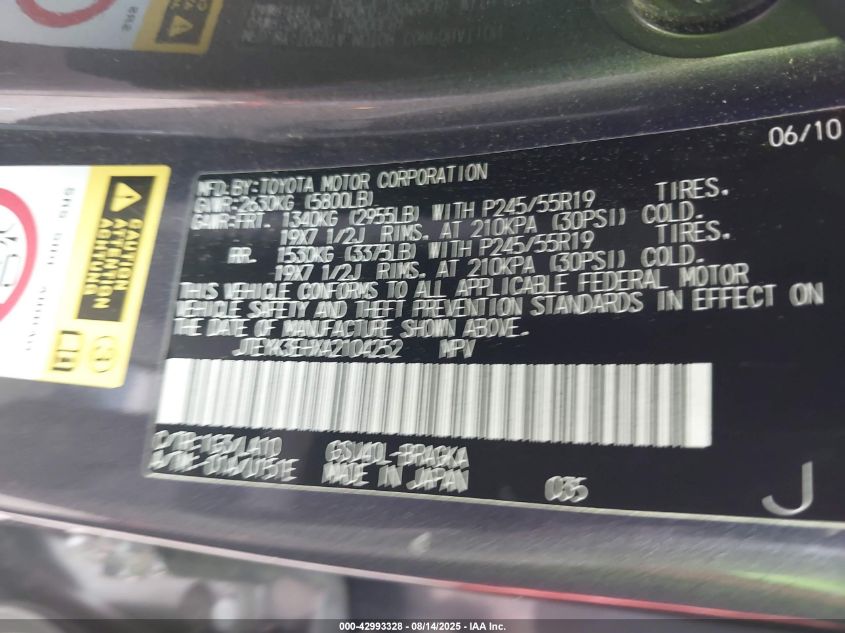 06/10
MFD. BY: TOYOTA MOTOR CORPORATION
GVWR: 2630KG (5800LB)
GAWR: FRT. 1340KG (2955LB) WITH P245/55R19 TIRES.
19X7 1/2J RIMS. AT 210KPA (30PSI) COLD.
RR. 1530KG (3375LB) WITH P245/55R19 TIRES.
19X7 1/2J RIMS. AT 210KPA (30PSI) COLD.
THIS VEHICLE CONFORMS TO ALL APPLICABLE FEDERAL MOTOR
VEHICLE SAFETY AND THEFT PREVENTION STANDARDS IN EFFECT ON
THE DATE OF MANUFACTURE SHOWN ABOVE.
JTEYK3EHXA2104252 MPV
GSU40L-BRAGKA
MADE IN JAPAN
035
J
CAUTION
ATTENTION
ACHTUNG
000-42993328 - 08/14/2025 - IAA Inc.